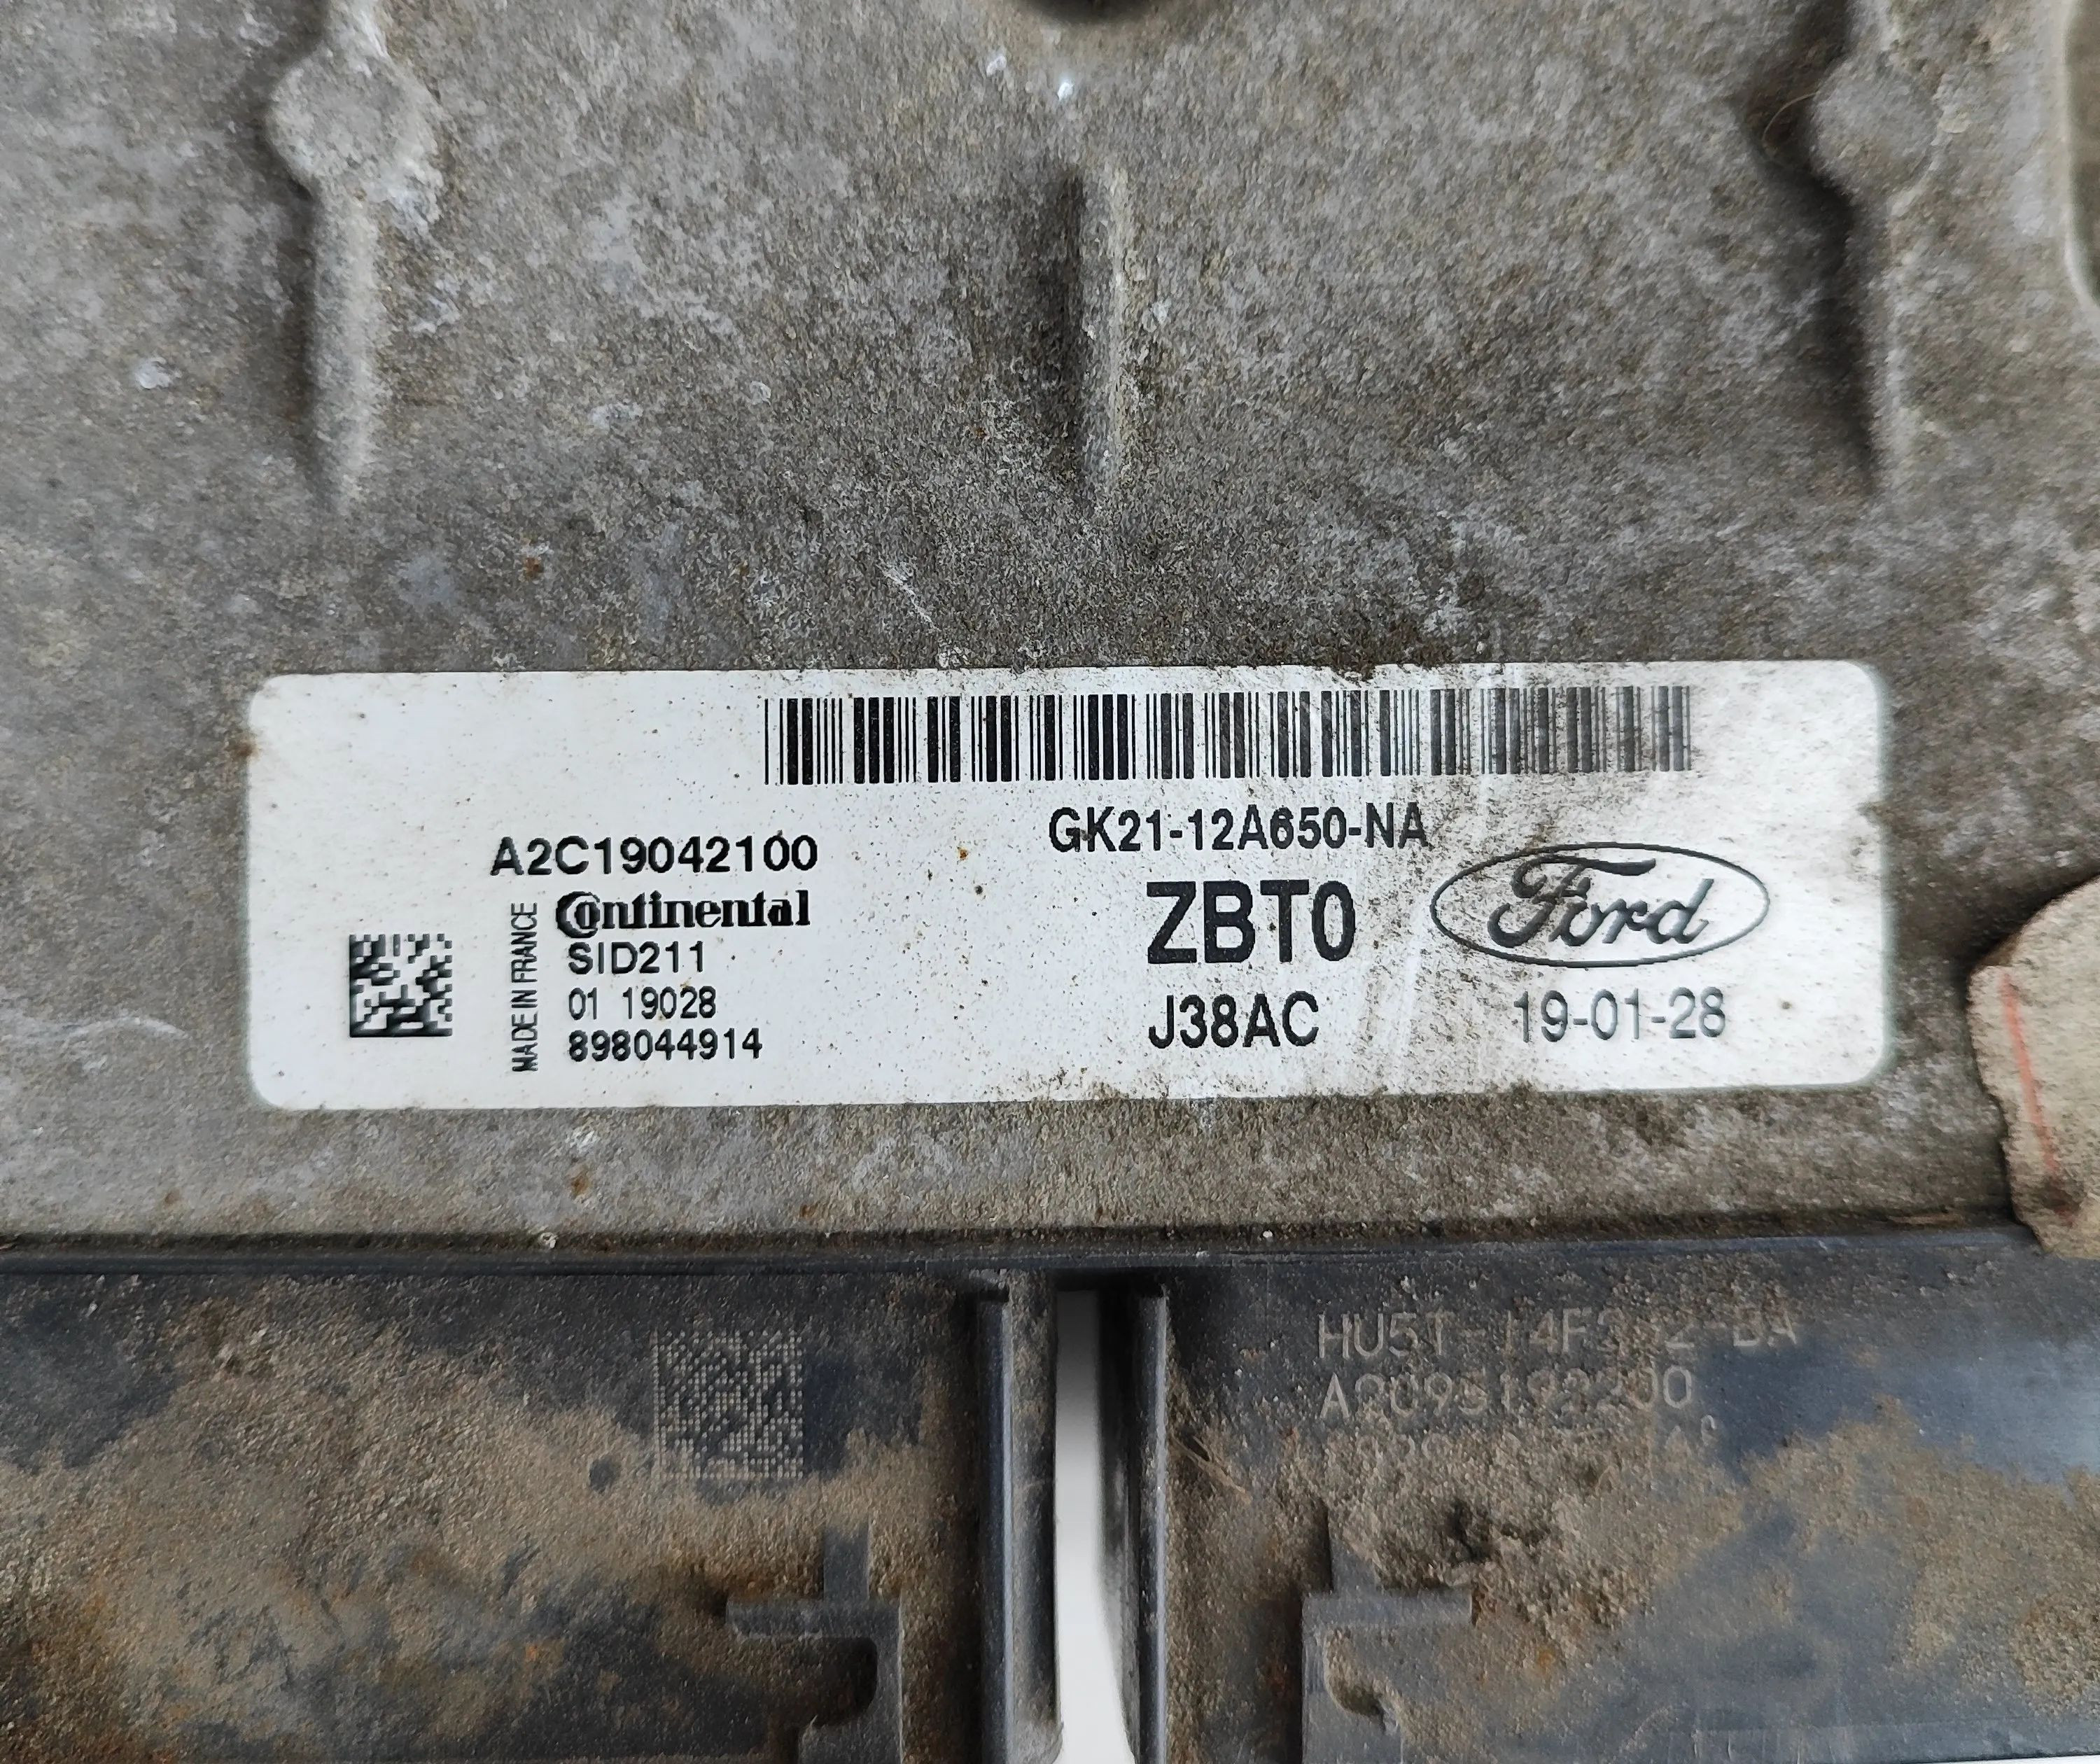 GK21-12A650-NA
A2C19042100
Continental
SID211
01 19028
898044914
MADE IN FRANCE
ZBT0
Ford
J38AC
19-01-28